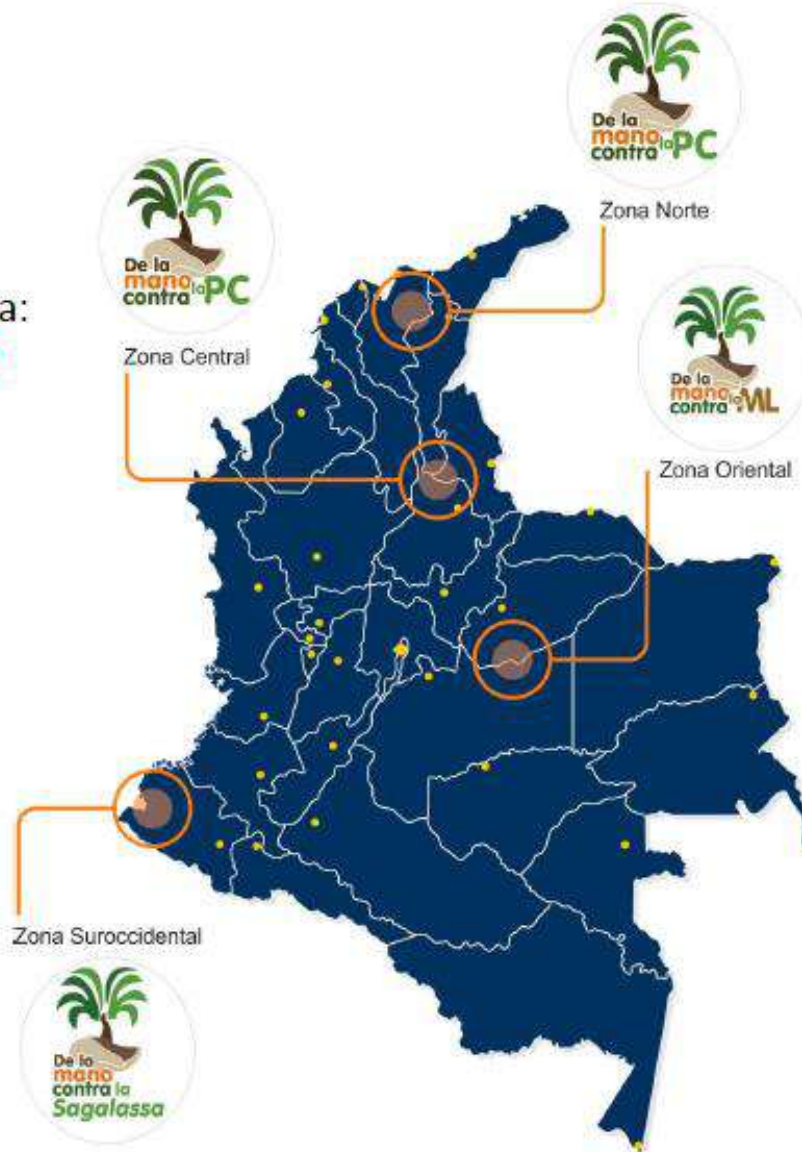 De la
mano
contra la PC
Zona Norte
De la
mano
contra la PC
Zona Central
a:
De la
mano
contra la ML
Zona Oriental
Zona Suroccidental
De la
mano
contra la
Sagalassa